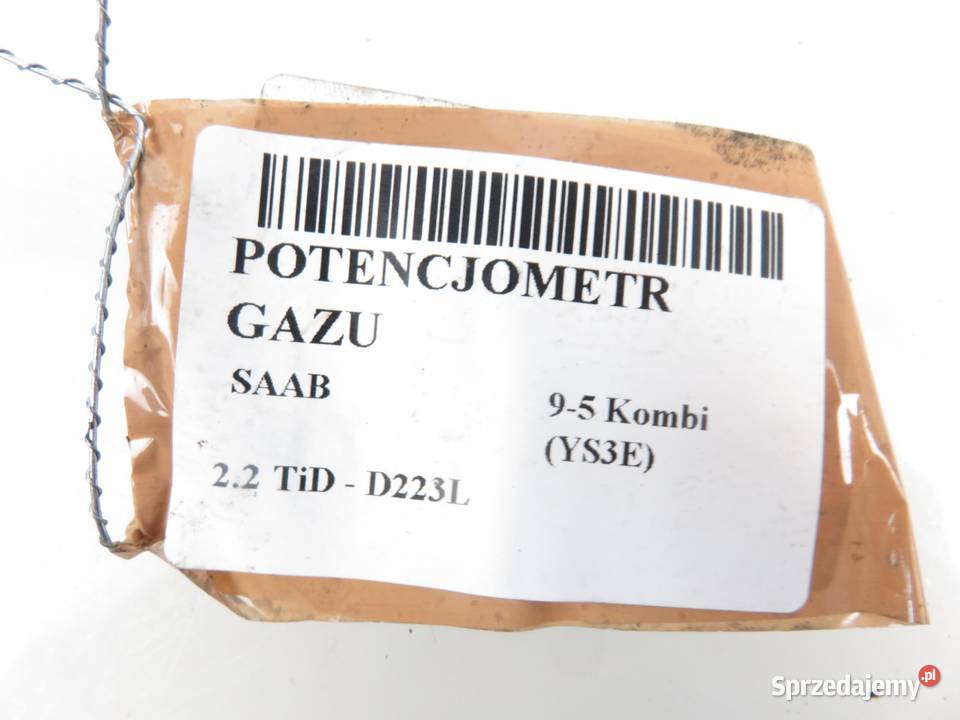 POTENCJOMETR
GAZU
SAAB
9-5 Kombi
(YS3E)
2.2 TiD - D223L
Sprzedajemy.pl